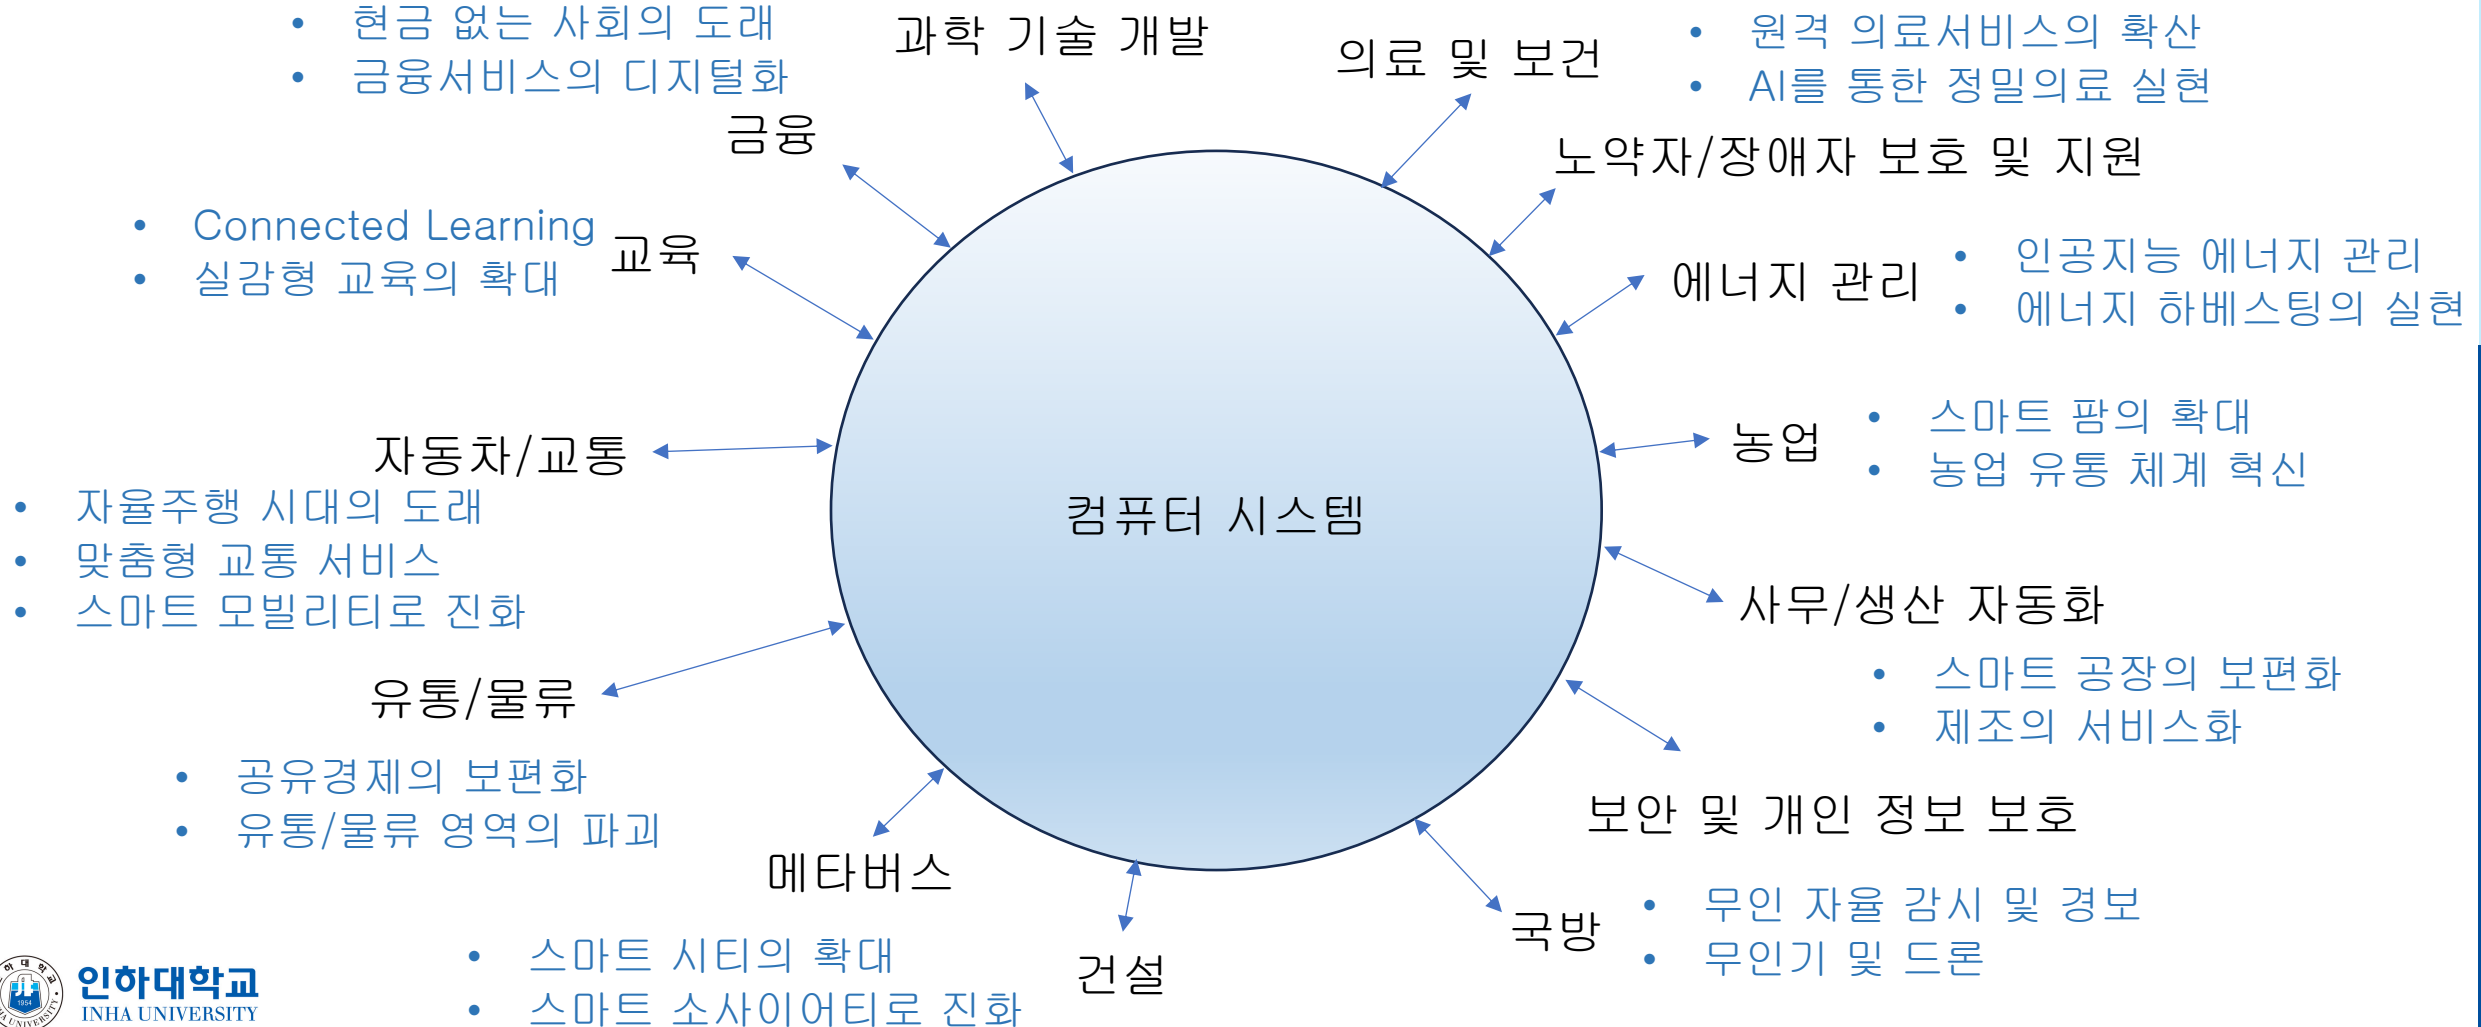 • 현금 없는 사회의 도래
• 금융서비스의 디지털화
과학 기술 개발
의료 및 보건
• 원격 의료서비스의 확산
• AI를 통한 정밀의료 실현
금융
노약자/장애자 보호 및 지원
• Connected Learning
• 실감형 교육의 확대
교육
에너지 관리
• 인공지능 에너지 관리
• 에너지 하베스팅의 실현
자동차/교통
• 자율주행 시대의 도래
• 맞춤형 교통 서비스
• 스마트 모빌리티로 진화
컴퓨터 시스템
농업
• 스마트 팜의 확대
• 농업 유통 체계 혁신
사무/생산 자동화
• 스마트 공장의 보편화
• 제조의 서비스화
유통/물류
• 공유경제의 보편화
• 유통/물류 영역의 파괴
보안 및 개인 정보 보호
메타버스
국방
• 무인 자율 감시 및 경보
• 무인기 및 드론
• 스마트 시티의 확대
• 스마트 소사이어티로 진화
건설
인하대학교
INHA UNIVERSITY
1954